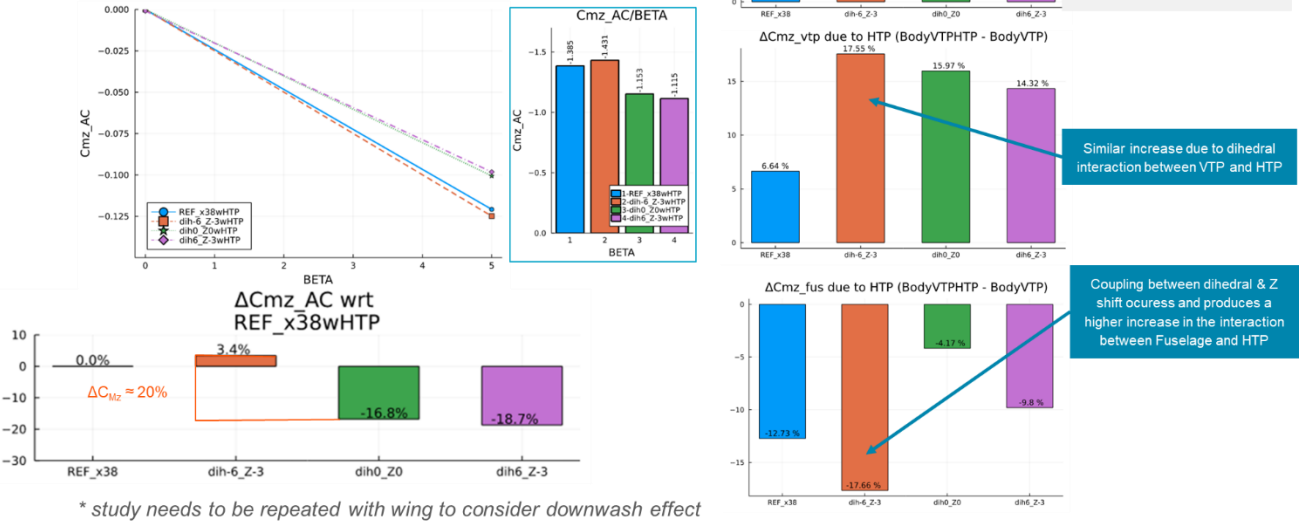 0.000
−0.025
−0.050
−0.075
−0.100
−0.125
Cmz_AC
REF_x38wHTP
dih-6_Z-3wHTP
dih0_Z0wHTP
dih6_Z-3wHTP
0 1 2 3 4 5
BETA
Cmz_AC/BETA
−1.5
−1.0
−0.5
0.0
Cmz_AC
-1.385
-1.431
-1.153
-1.115
1-REF_x38wHTP
2-dih-6_Z-3wHTP
3-dih0_Z0wHTP
4-dih6_Z-3wHTP
1 2 3 4
BETA
ΔCmz_AC wrt
REF_x38wHTP
10
0
−10
−20
−30
0.0%
3.4%
-16.8%
-18.7%
ΔCMz ≈ 20%
REF_x38 dih-6_Z-3 dih0_Z0 dih6_Z-3
* study needs to be repeated with wing to consider downwash effect
0
REF_x38 dih-6_Z-3 dih0_Z0 dih6_Z-3
ΔCmz_vtp due to HTP (BodyVTPHTP - BodyVTP)
15
10
5
0
6.64 %
17.55 %
15.97 %
14.32 %
REF_x38 dih-6_Z-3 dih0_Z0 dih6_Z-3
Similar increase due to dihedral
interaction between VTP and HTP
ΔCmz_fus due to HTP (BodyVTPHTP - BodyVTP)
0
−5
−10
−15
-12.73 %
-17.66 %
-4.17 %
-9.8 %
REF_x38 dih-6_Z-3 dih0_Z0 dih6_Z-3
Coupling between dihedral & Z
shift ocuress and produces a
higher increase in the interaction
between Fuselage and HTP